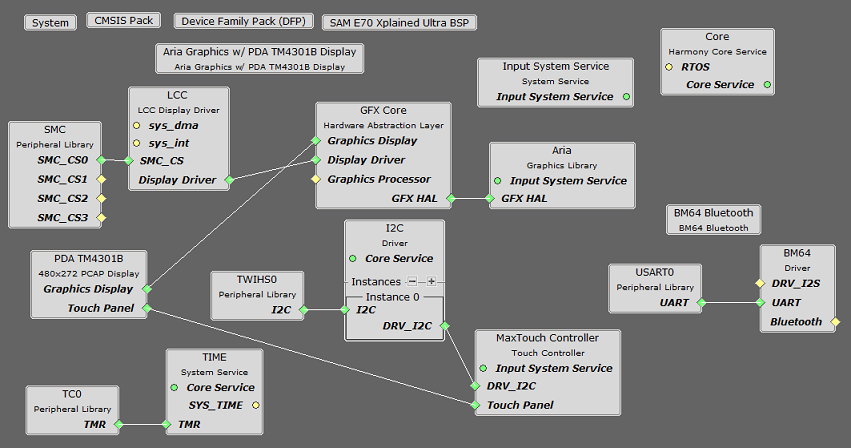 System
CMSIS Pack
Device Family Pack (DFP)
SAM E70 Xplained Ultra BSP
Aria Graphics w/ PDA TM4301B Display
Aria Graphics w/ PDA TM4301B Display
Input System Service
System Service
Input System Service
Core
Harmony Core Service
RTOS
Core Service
LCC
LCC Display Driver
sys_dma
sys_int
SMC_CS
Display Driver
SMC
Peripheral Library
SMC_CS0
SMC_CS1
SMC_CS2
SMC_CS3
GFX Core
Hardware Abstraction Layer
Graphics Display
Display Driver
Graphics Processor
GFX HAL
Aria
Graphics Library
Input System Service
GFX HAL
BM64 Bluetooth
BM64 Bluetooth
PDA TM4301B
480x272 PCAP Display
Graphics Display
Touch Panel
TWIHS0
Peripheral Library
I2C
I2C
Driver
Core Service
Instances
Instance 0
I2C
DRV_I2C
USART0
Peripheral Library
UART
BM64
Driver
DRV_I2S
UART
Bluetooth
MaxTouch Controller
Touch Controller
Input System Service
DRV_I2C
Touch Panel
TIME
System Service
Core Service
SYS_TIME
TMR
TC0
Peripheral Library
TMR